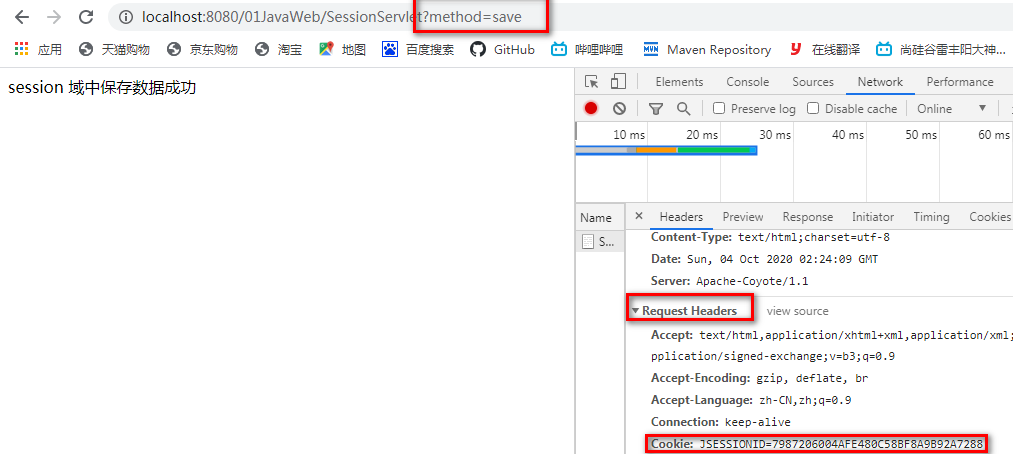 localhost:8080/01JavaWeb/SessionServlet?method=save
应用 天猫购物 京东购物 淘宝 地图 百度搜索 GitHub 哔哩哔哩 Maven Repository 在线翻译 尚硅谷雷丰阳大神...
session 域中保存数据成功
Elements Console Sources Network Performance
Preserve log Disable cache Online
10 ms 20 ms 30 ms 40 ms 50 ms 60 ms
Name
S...
× Headers Preview Response Initiator Timing Cookies
Content-Type: text/html;charset=utf-8
Date: Sun, 04 Oct 2020 02:24:09 GMT
Server: Apache-Coyote/1.1
Request Headers view source
Accept: text/html,application/xhtml+xml,application/xml;
pplication/signed-exchange;v=b3;q=0.9
Accept-Encoding: gzip, deflate, br
Accept-Language: zh-CN,zh;q=0.9
Connection: keep-alive
Cookie: JSESSIONID=7987206004AFE480C58BF8A9B92A7288